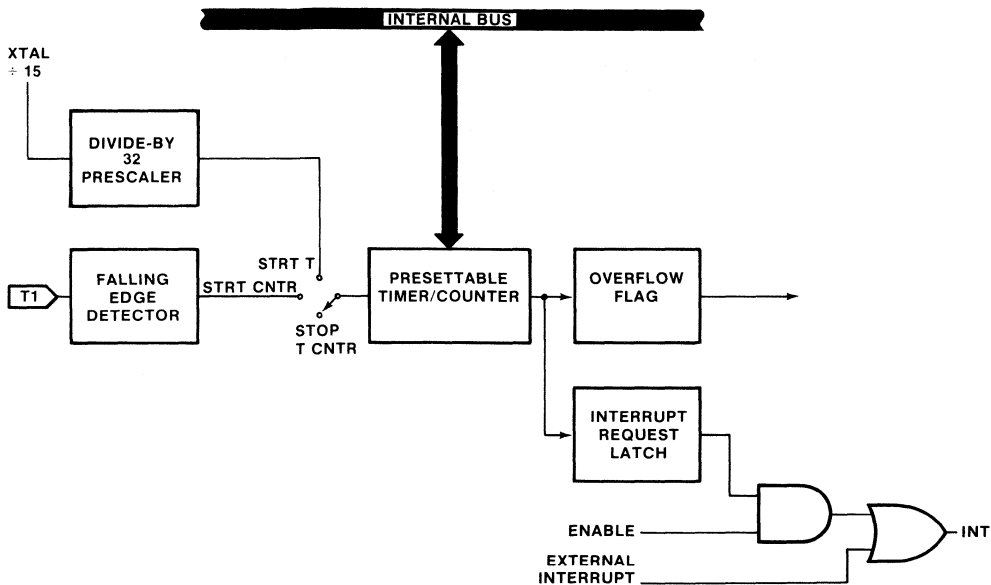 INTERNAL BUS
XTAL
÷ 15
DIVIDE-BY
32
PRESCALER
T1
FALLING
EDGE
DETECTOR
STRT T
STRT CNTR
STOP
T CNTR
PRESETTABLE
TIMER/COUNTER
OVERFLOW
FLAG
INTERRUPT
REQUEST
LATCH
ENABLE
EXTERNAL
INTERRUPT
INT